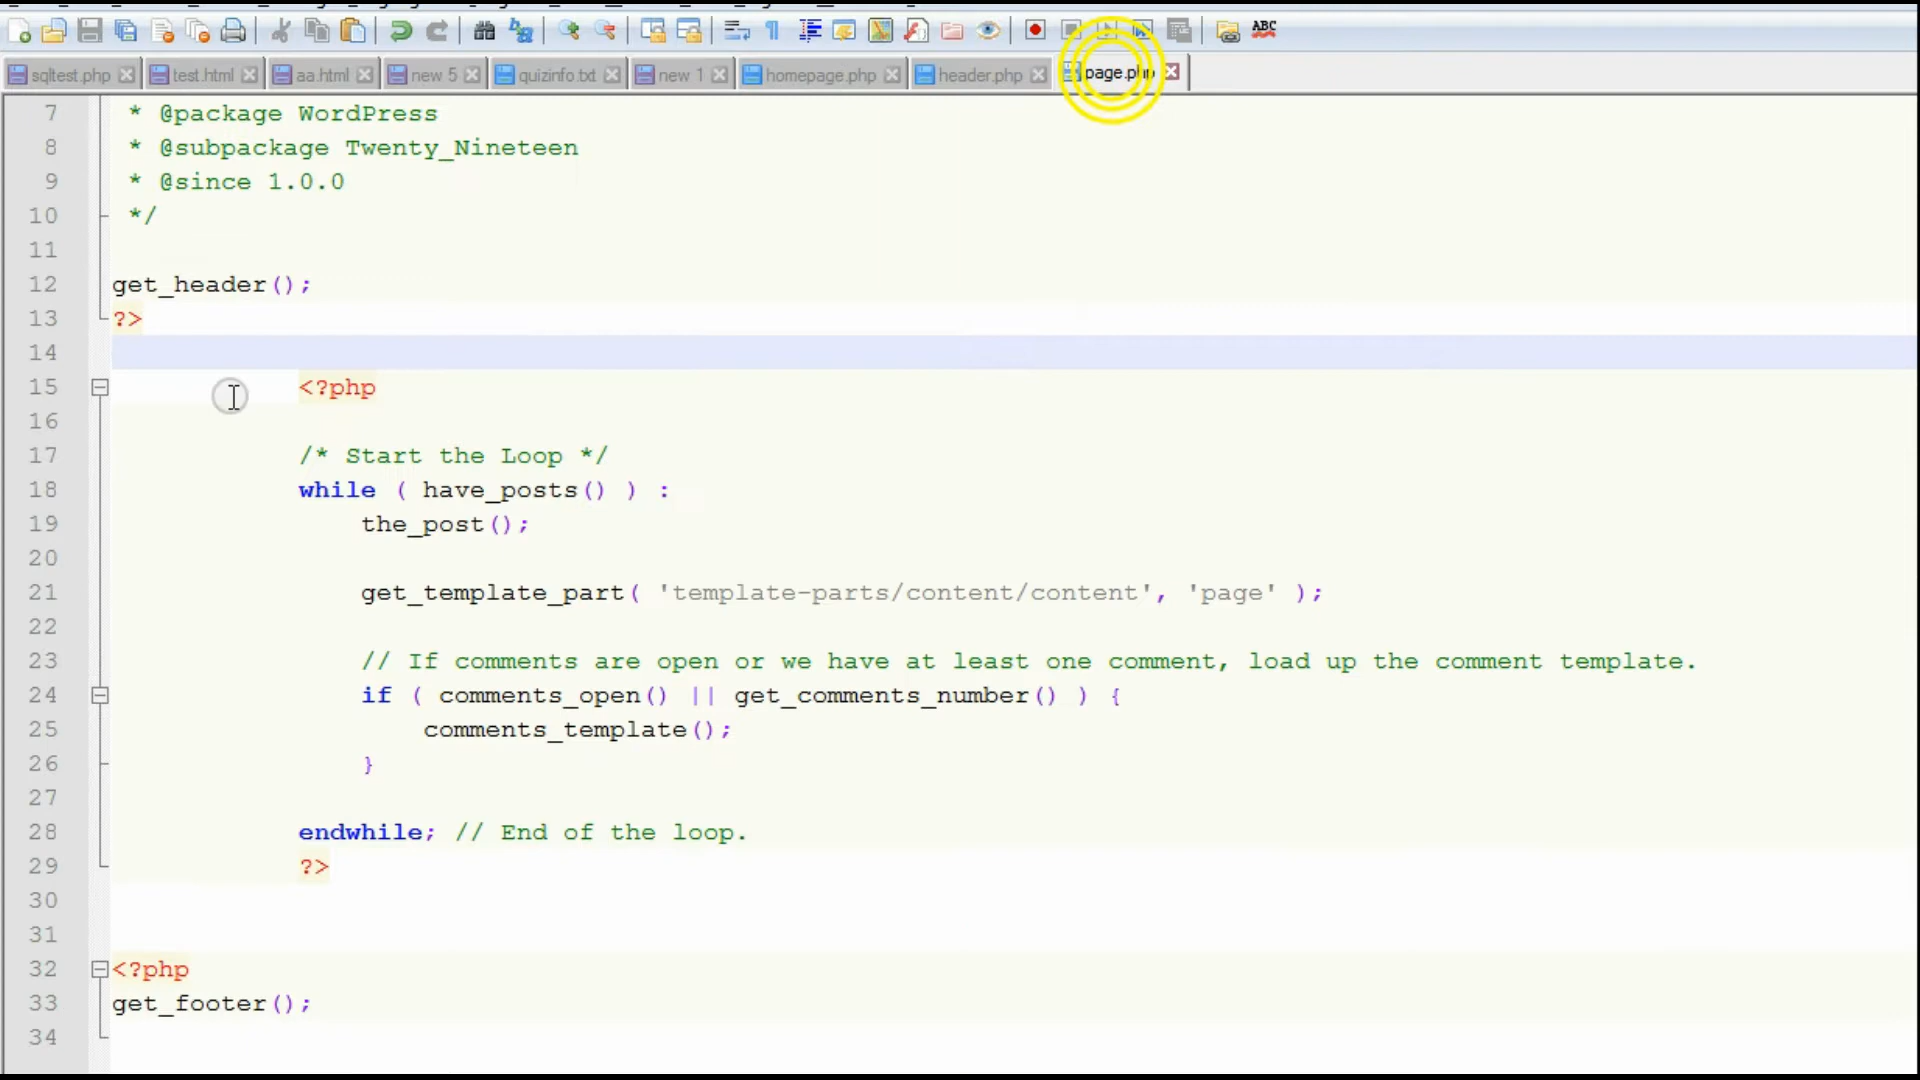 ABC
sqltest.php test.html aa.html new 5 quizinfo.txt new 1 homepage.php header.php page.php
7 * @package WordPress
8 * @subpackage Twenty_Nineteen
9 * @since 1.0.0
10 */
11
12 get_header();
13 ?>
14
15 <?php
16
17 /* Start the Loop */
18 while ( have_posts() ) :
19 the_post();
20
21 get_template_part( 'template-parts/content/content', 'page' );
22
23 // If comments are open or we have at least one comment, load up the comment template.
24 if ( comments_open() || get_comments_number() ) {
25 comments_template();
26 }
27
28 endwhile; // End of the loop.
29 ?>
30
31
32 <?php
33 get_footer();
34